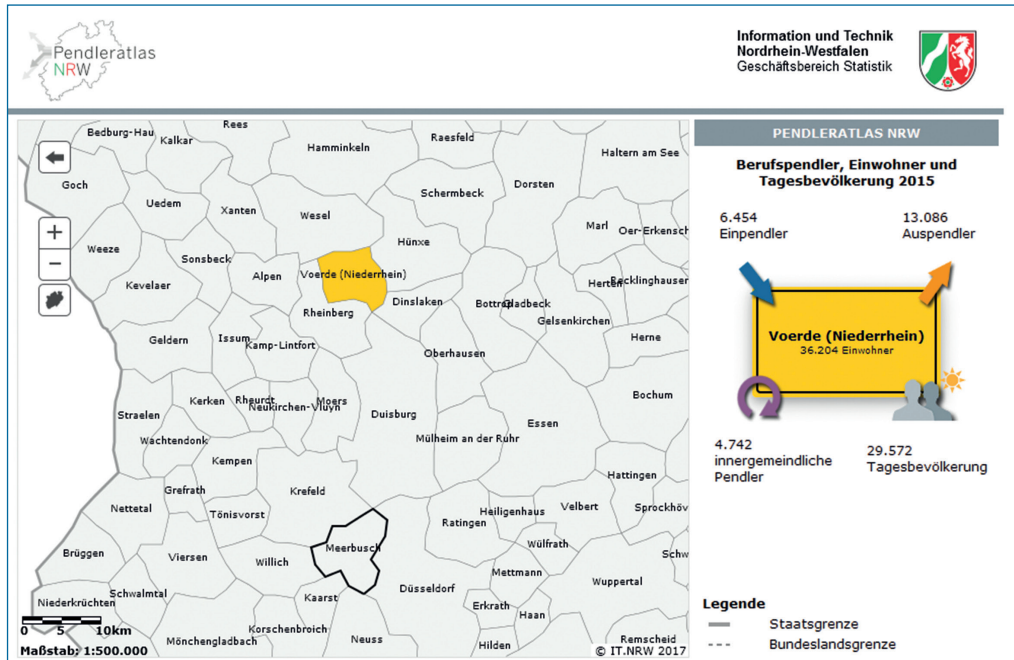 Pendleratlas
NRW
Information und Technik
Nordrhein-Westfalen
Geschäftsbereich Statistik
PENDLERATLAS NRW
Berufspendler, Einwohner und
Tagesbevölkerung 2015
6.454
Einpendler
13.086
Auspendler
Voerde (Niederrhein)
36.204 Einwohner
4.742
innergemeindliche
Pendler
29.572
Tagesbevölkerung
Legende
Staatsgrenze
Bundeslandsgrenze
Bedburg-Hau
Kalkar
Rees
Hamminkeln
Raesfeld
Haltern am See
Goch
Uedem
Xanten
Wesel
Schermbeck
Dorsten
Marl
Oer-Erkensch
Weeze
Sonsbeck
Hünxe
Kevelaer
Alpen
Voerde (Niederrhein)
Dinslaken
Bottrop
Gladbeck
Herten
Recklinghausen
Gelsenkirchen
Rheinberg
Geldern
Issum
Kamp-Lintfort
Oberhausen
Herne
Kerken
Rheurdt
Neukirchen-Vluyn
Moers
Duisburg
Essen
Bochum
Straelen
Wachtendonk
Mülheim an der Ruhr
Kempen
Hattingen
Grefrath
Krefeld
Nettetal
Tönisvorst
Ratingen
Heiligenhaus
Velbert
Sprockhöv
Brüggen
Viersen
Willich
Meerbusch
Wülfrath
Schw
Mettmann
Wuppertal
Niederkrüchten
Schwalmtal
Kaarst
Düsseldorf
Erkrath
Haan
Korschenbroich
Mönchengladbach
Neuss
Hilden
Remscheid
0 5 10km
Maßstab: 1:500.000
© IT.NRW 2017